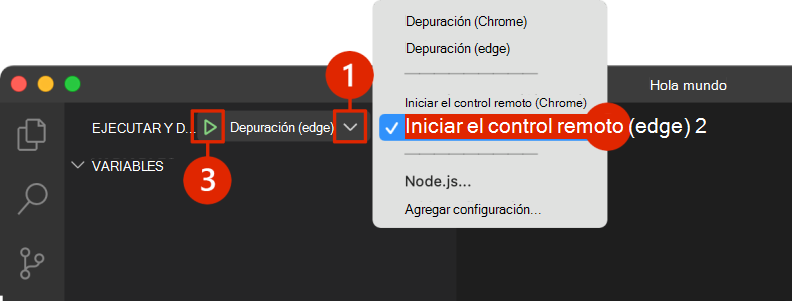 Depuración (Chrome)
Depuración (edge)
Iniciar el control remoto (Chrome)
Iniciar el control remoto (edge) 2
Node.js...
Agregar configuración...
1
Hola mundo
EJECUTAR Y D... Depuración (edge)
VARIABLES
3